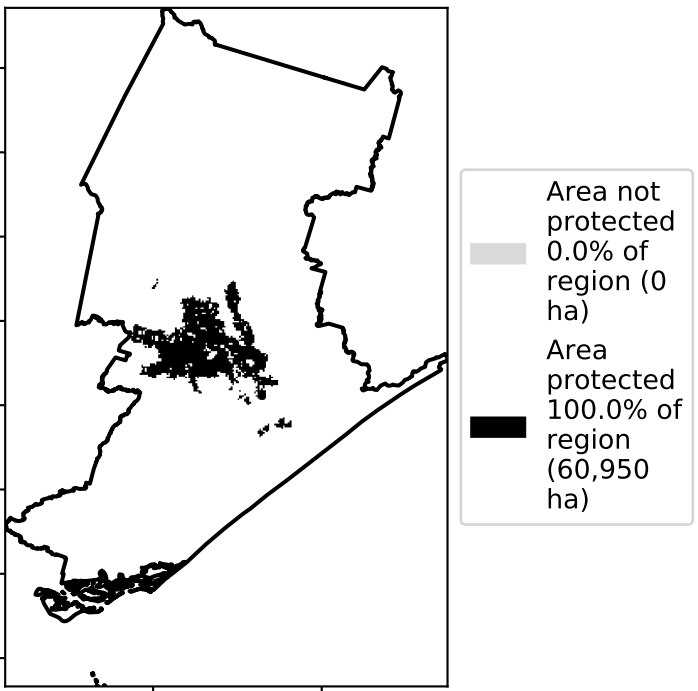 Area not
protected
0.0% of
region (0
ha)
Area
protected
100.0% of
region
(60,950
ha)